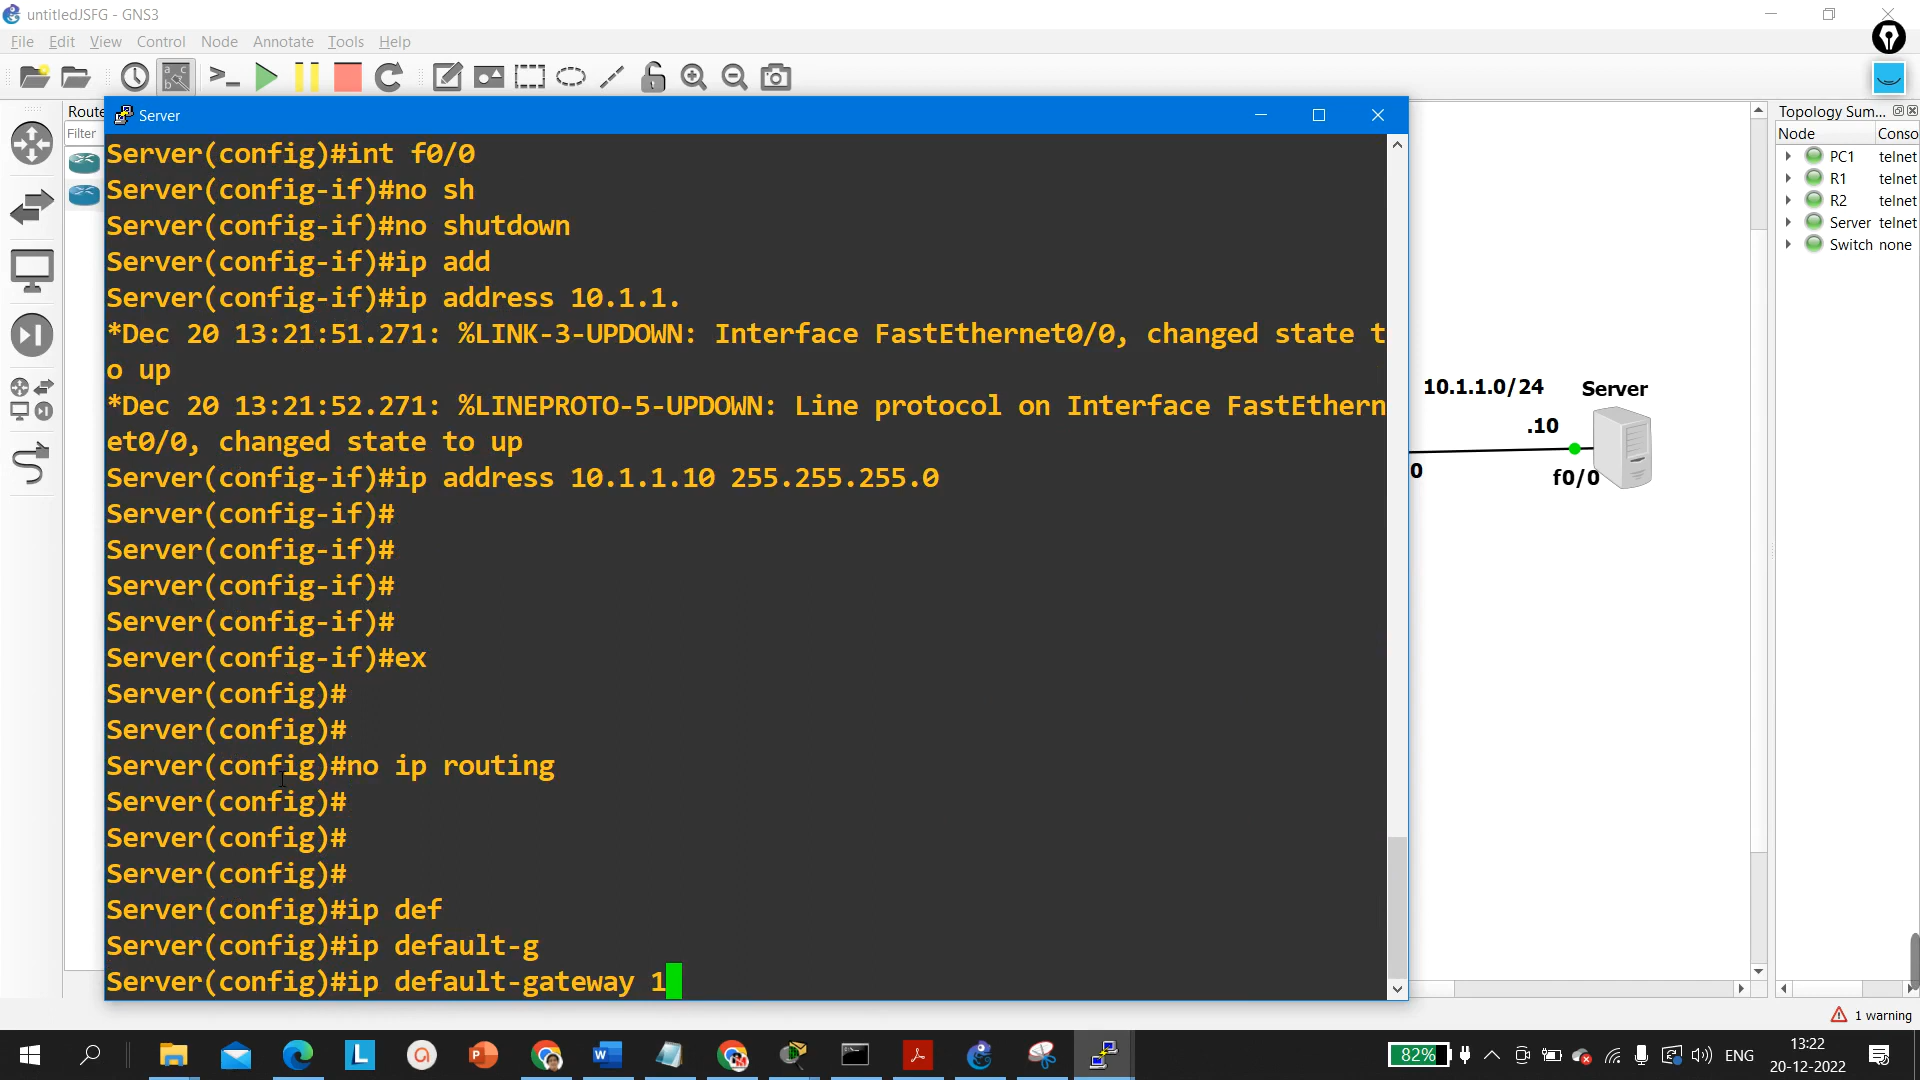 untitledJSFG - GNS3
File Edit View Control Node Annotate Tools Help
Route
Filter
Server
Server(config)#int f0/0
Server(config-if)#no sh
Server(config-if)#no shutdown
Server(config-if)#ip add
Server(config-if)#ip address 10.1.1.
*Dec 20 13:21:51.271: %LINK-3-UPDOWN: Interface FastEthernet0/0, changed state t
o up
*Dec 20 13:21:52.271: %LINEPROTO-5-UPDOWN: Line protocol on Interface FastEthern
et0/0, changed state to up
Server(config-if)#ip address 10.1.1.10 255.255.255.0
Server(config-if)#
Server(config-if)#
Server(config-if)#
Server(config-if)#
Server(config-if)#ex
Server(config)#
Server(config)#
Server(config)#no ip routing
Server(config)#
Server(config)#
Server(config)#
Server(config)#ip def
Server(config)#ip default-g
Server(config)#ip default-gateway 1
10.1.1.0/24
Server
.10
0
f0/0
Topology Sum...
Node Conso
PC1 telnet
R1 telnet
R2 telnet
Server telnet
Switch none
1 warning
82%
ENG
13:22
20-12-2022